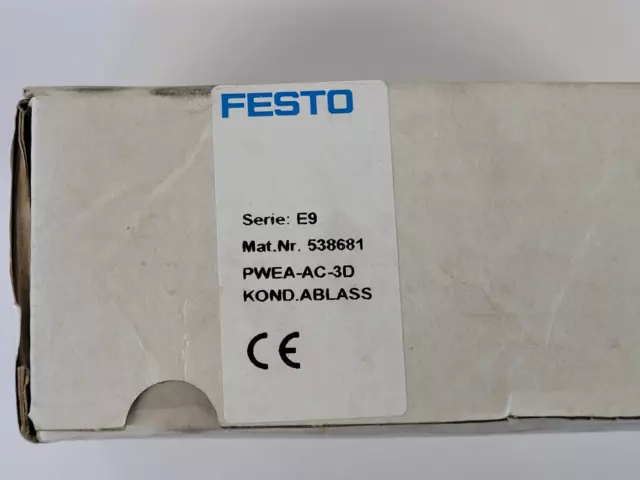 FESTO
Serie: E9
Mat.Nr. 538681
PWEA-AC-3D
KOND.ABLASS
CE